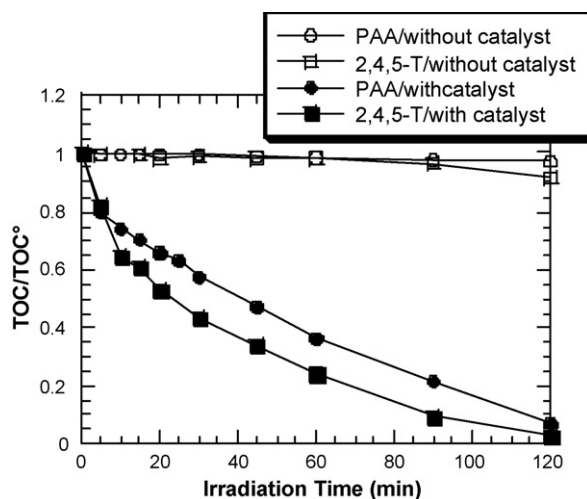 PAA/without catalyst
2,4,5-T/without catalyst
PAA/withcatalyst
2,4,5-T/with catalyst
1.2
1
0.8
0.6
0.4
0.2
0
TOC/TOC°
0 20 40 60 80 100 120
Irradiation Time (min)